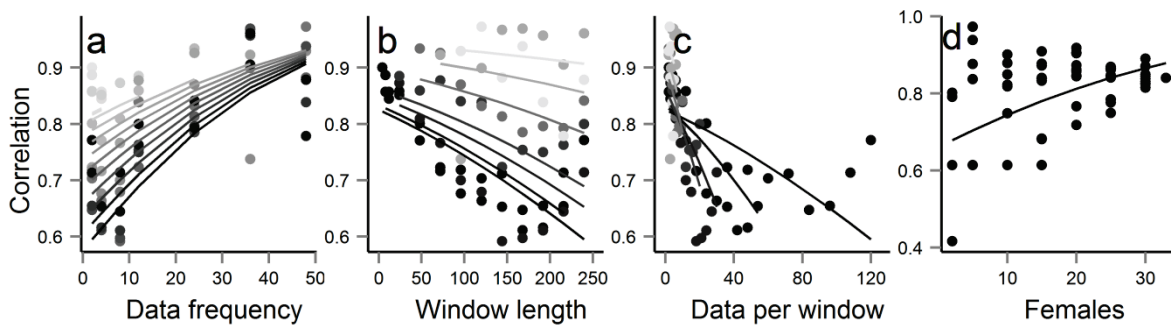 a
b
c
d
Correlation
0.9
0.8
0.7
0.6
0 10 20 30 40 50
Data frequency
0.9
0.8
0.7
0.6
0 50 100 150 200 250
Window length
0.9
0.8
0.7
0.6
0 40 80 120
Data per window
1.0
0.8
0.6
0.4
10 20 30
Females